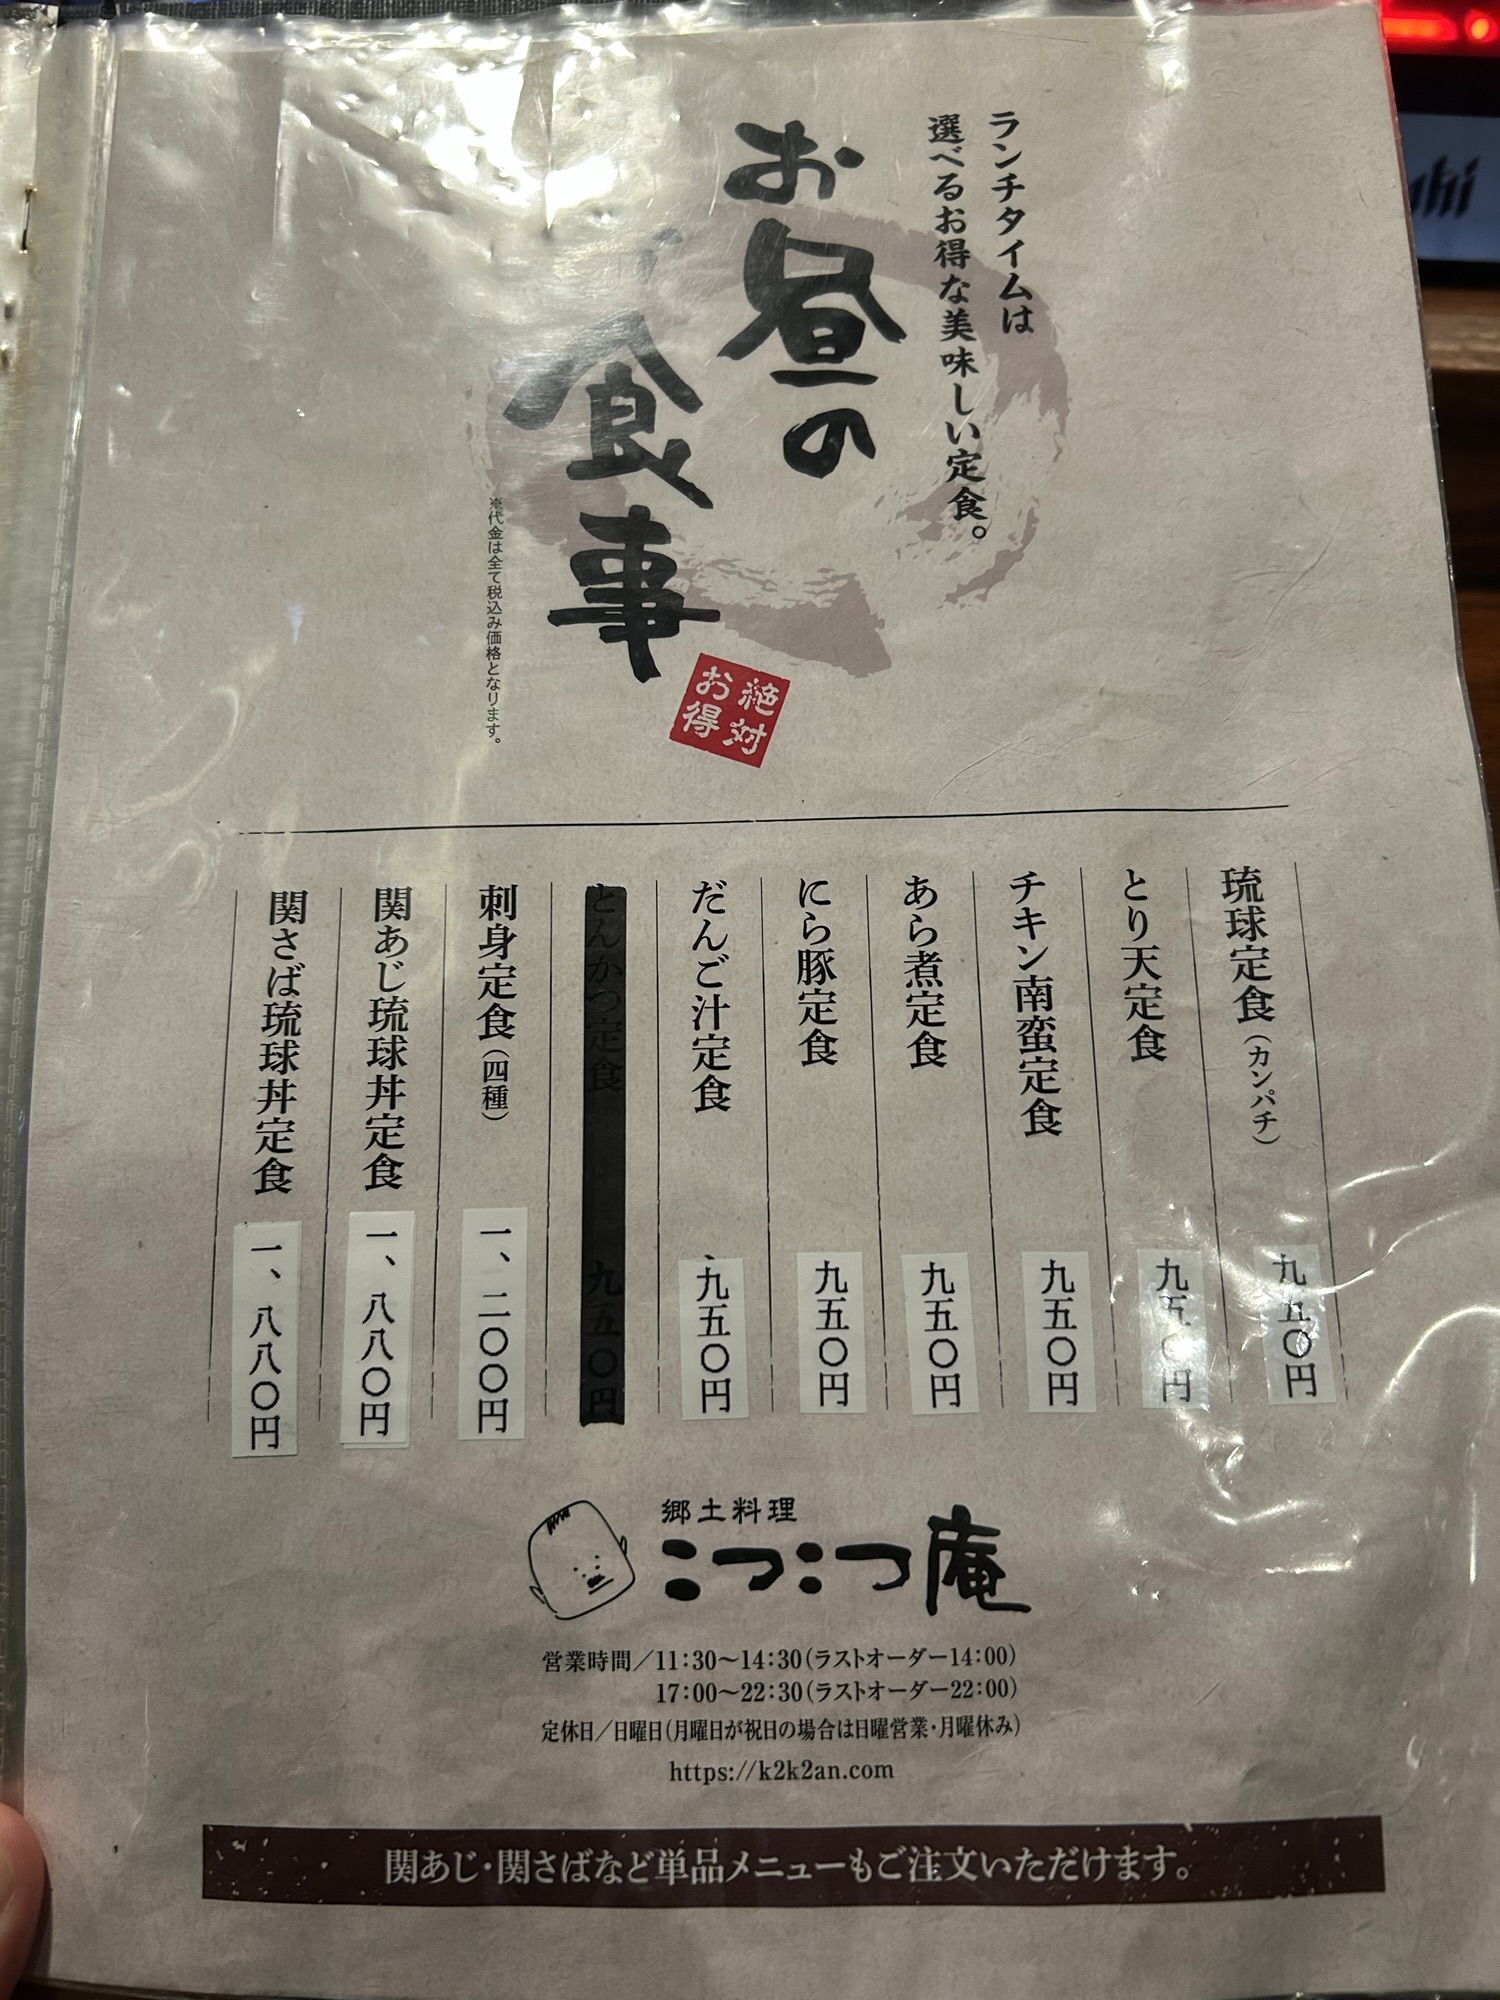 ランチタイムは
選べるお得な美味しい定食。
お昼の
食事
絶対
お得
※代金は全て税込み価格となります。
琉球定食(カンパチ) 九五〇円
とり天定食 九五〇円
チキン南蛮定食 九五〇円
あら煮定食 九五〇円
にら豚定食 九五〇円
だんご汁定食 九五〇円
とんかつ定食 九五〇円
刺身定食(四種) 一、二〇〇円
関あじ琉球丼定食 一、八八〇円
関さば琉球丼定食 一、八八〇円
郷土料理
こつこつ庵
営業時間/11:30〜14:30(ラストオーダー14:00)
17:00〜22:30(ラストオーダー22:00)
定休日/日曜日(月曜日が祝日の場合は日曜営業・月曜休み)
https://k2k2an.com
関あじ・関さばなど単品メニューもご注文いただけます。